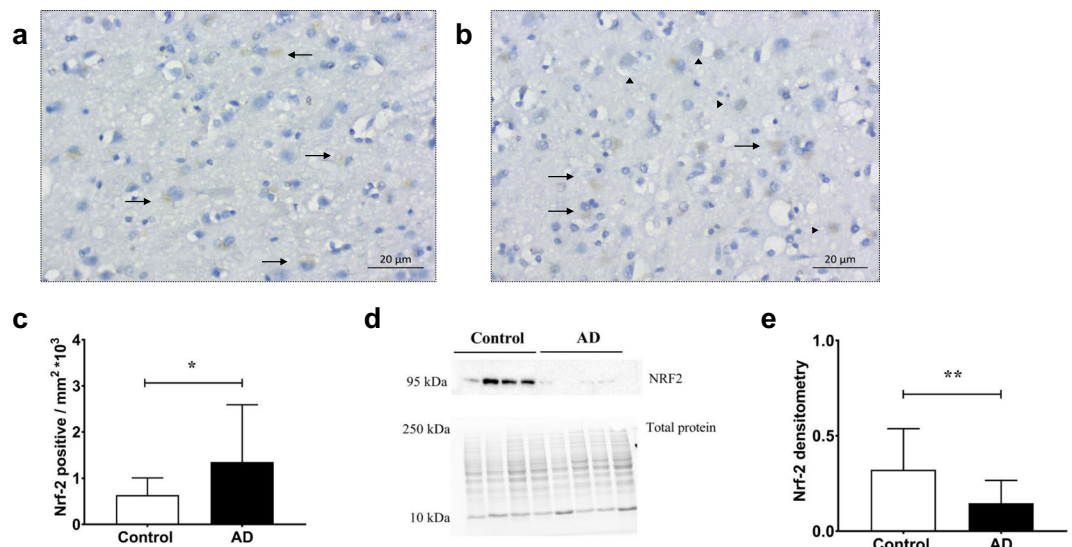 a
b
20 µm
20 µm
c
Nrf-2 positive / mm² *10³
4
3
2
1
0
*
Control
AD
d
Control
AD
95 kDa
NRF2
250 kDa
Total protein
10 kDa
e
Nrf-2 densitometry
1.0
0.5
0.0
**
Control
AD